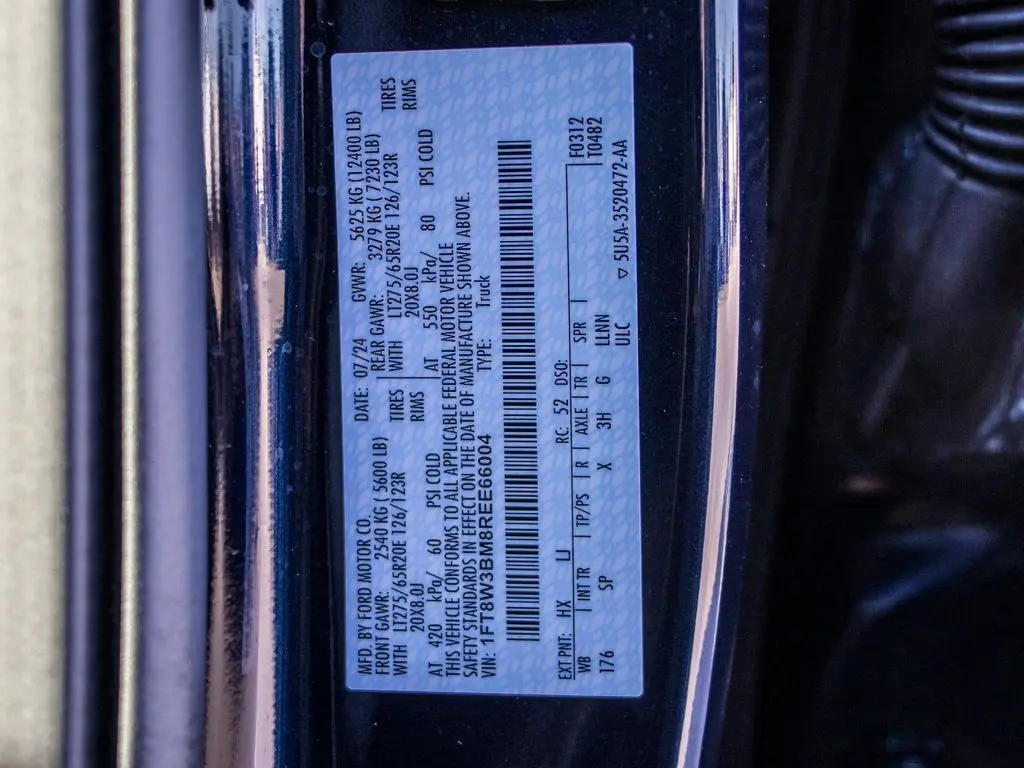 MFD. BY FORD MOTOR CO. DATE: 07/24 GVWR: 5625 KG (12400 LB)
FRONT GAWR: 2540 KG ( 5600 LB) REAR GAWR: 3279 KG ( 7230 LB)
WITH LT275/65R20E 126/123R TIRES WITH LT275/65R20E 126/123R TIRES
20X8.0J RIMS 20X8.0J RIMS
AT 420 kPa/ 60 PSI COLD AT 550 kPa/ 80 PSI COLD
THIS VEHICLE CONFORMS TO ALL APPLICABLE FEDERAL MOTOR VEHICLE
SAFETY STANDARDS IN EFFECT ON THE DATE OF MANUFACTURE SHOWN ABOVE.
VIN: 1FT8W3BM8REE66004 TYPE: Truck
EXT PNT: HX LJ RC: 52 DSO: F0312
WB INT TR TP/PS R AXLE TR SPR T0482
176 SP X 3H G LLNN
ULC ▽ 5U5A-3520472-AA